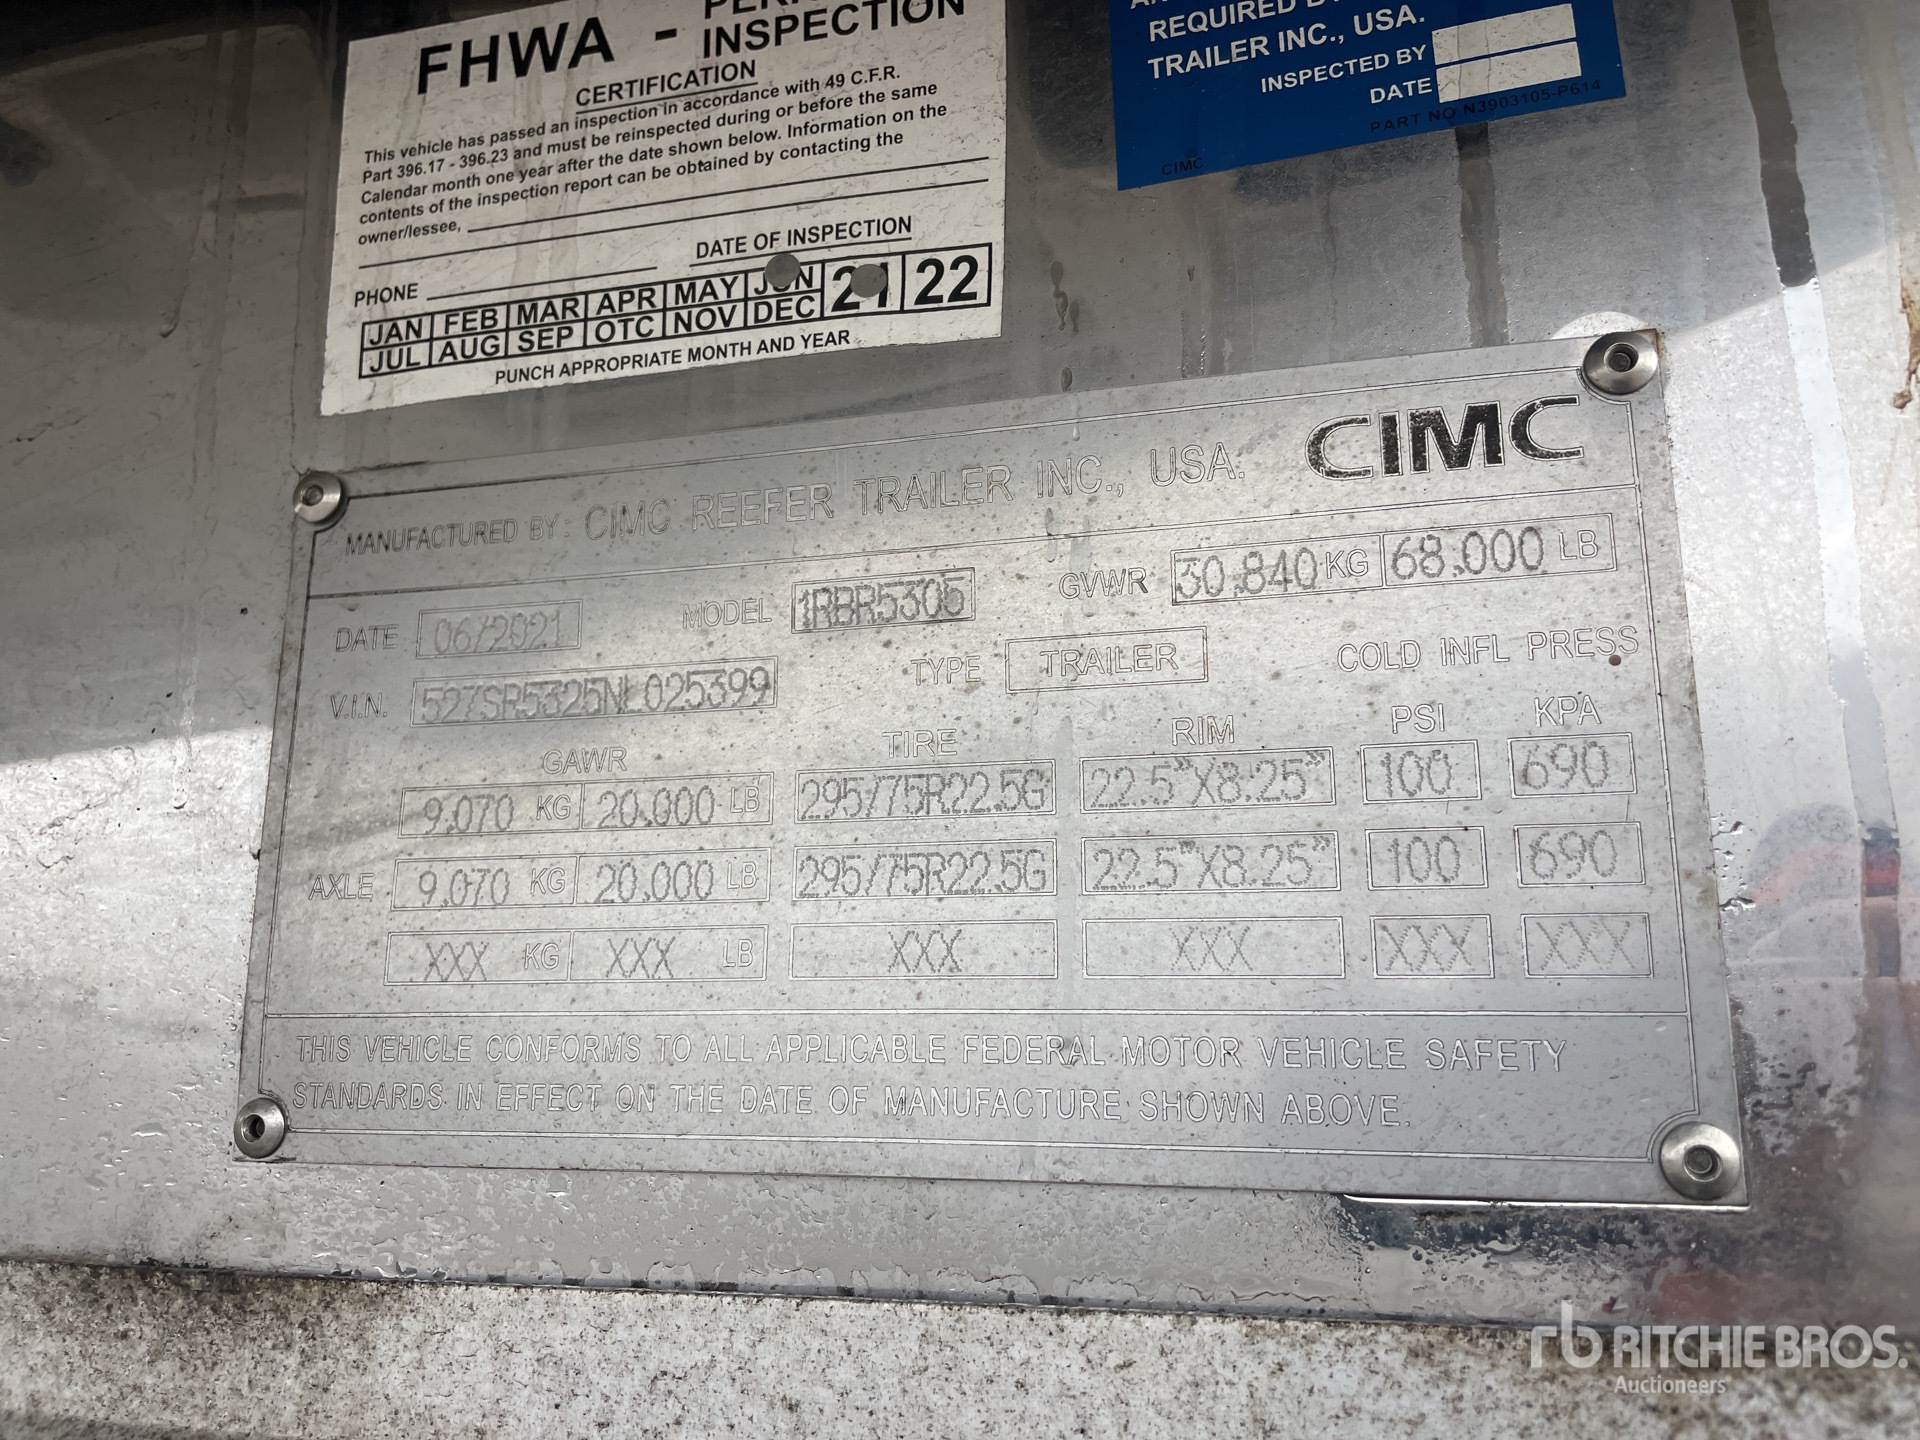 FHWA -
INSPECTION
CERTIFICATION
This vehicle has passed an inspection in accordance with 49 C.F.R.
Part 396.17 - 396.23 and must be reinspected during or before the same
Calendar month one year after the date shown below. Information on the
contents of the inspection report can be obtained by contacting the
owner/lessee,
DATE OF INSPECTION
PHONE
JAN FEB MAR APR MAY JUN 21 22
JUL AUG SEP OTC NOV DEC
PUNCH APPROPRIATE MONTH AND YEAR
REQUIRED
TRAILER INC., USA.
INSPECTED BY
DATE
PART NO.N3903105-P614
CIMC
MANUFACTURED BY: CIMC REEFER TRAILER INC., USA. CIMC
DATE 06/2021 MODEL 1RBR5305 GVWR 30.840 KG 68.000 LB
V.I.N. 527SR5325NL025399 TYPE TRAILER COLD INFL PRESS
GAWR TIRE RIM PSI KPA
9.070 KG 20.000 LB 295/75R22.5G 22.5"X8.25" 100 690
AXLE 9.070 KG 20.000 LB 295/75R22.5G 22.5"X8.25" 100 690
XXX KG XXX LB XXX XXX XXX XXX
THIS VEHICLE CONFORMS TO ALL APPLICABLE FEDERAL MOTOR VEHICLE SAFETY
STANDARDS IN EFFECT ON THE DATE OF MANUFACTURE SHOWN ABOVE.
rb RITCHIE BROS.
Auctioneers